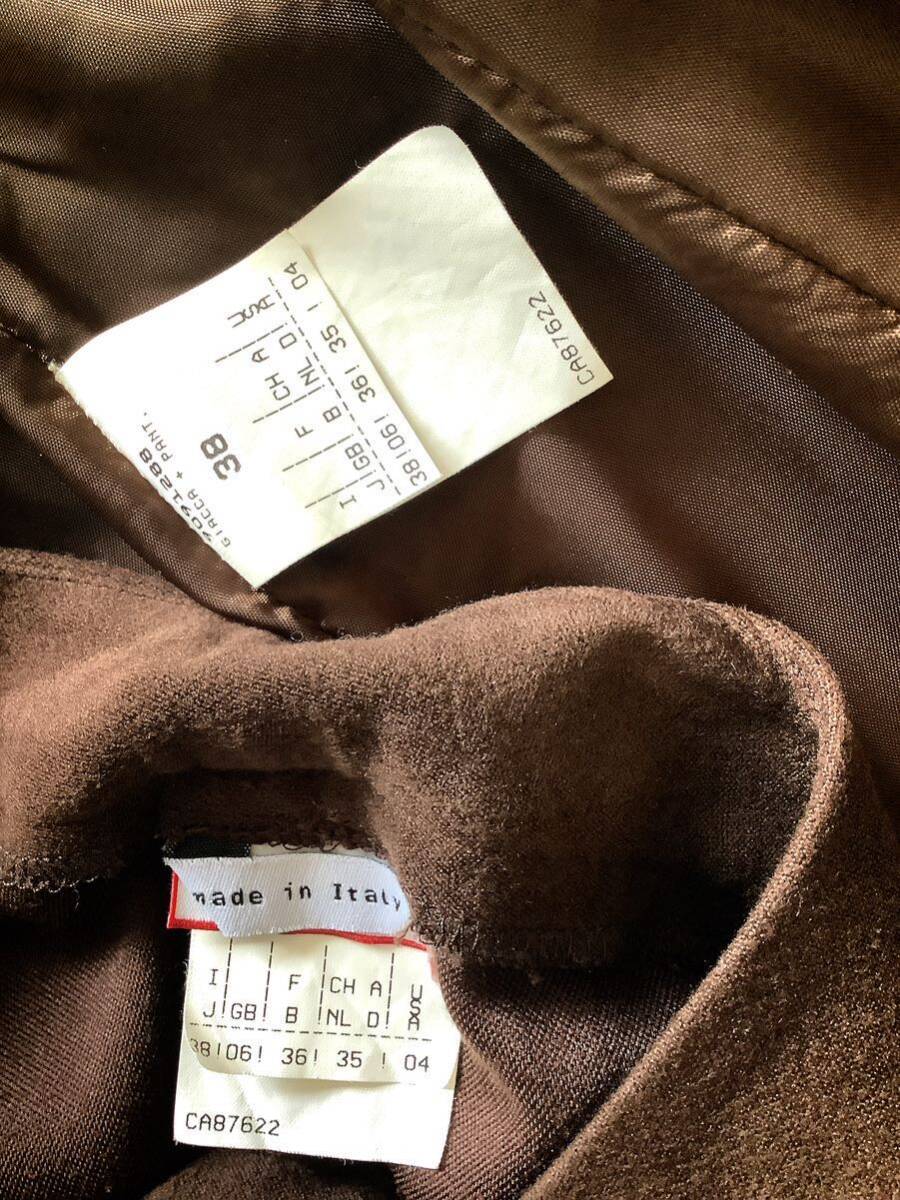 7091288
GIACCA + PANT.
38
I ! ! F ! CH A ! USA
J!GB! B !NL D!
38!06! 36! 35 ! 04
CA87622
made in Italy
I ! ! F ! CH A ! USA
J!GB! B !NL D!
38!06! 36! 35 ! 04
CA87622